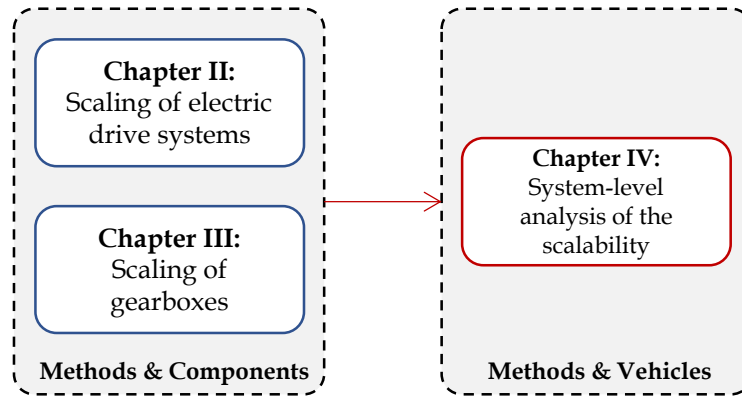 Chapter II:
Scaling of electric
drive systems
Chapter III:
Scaling of
gearboxes
Methods & Components
Chapter IV:
System-level
analysis of the
scalability
Methods & Vehicles